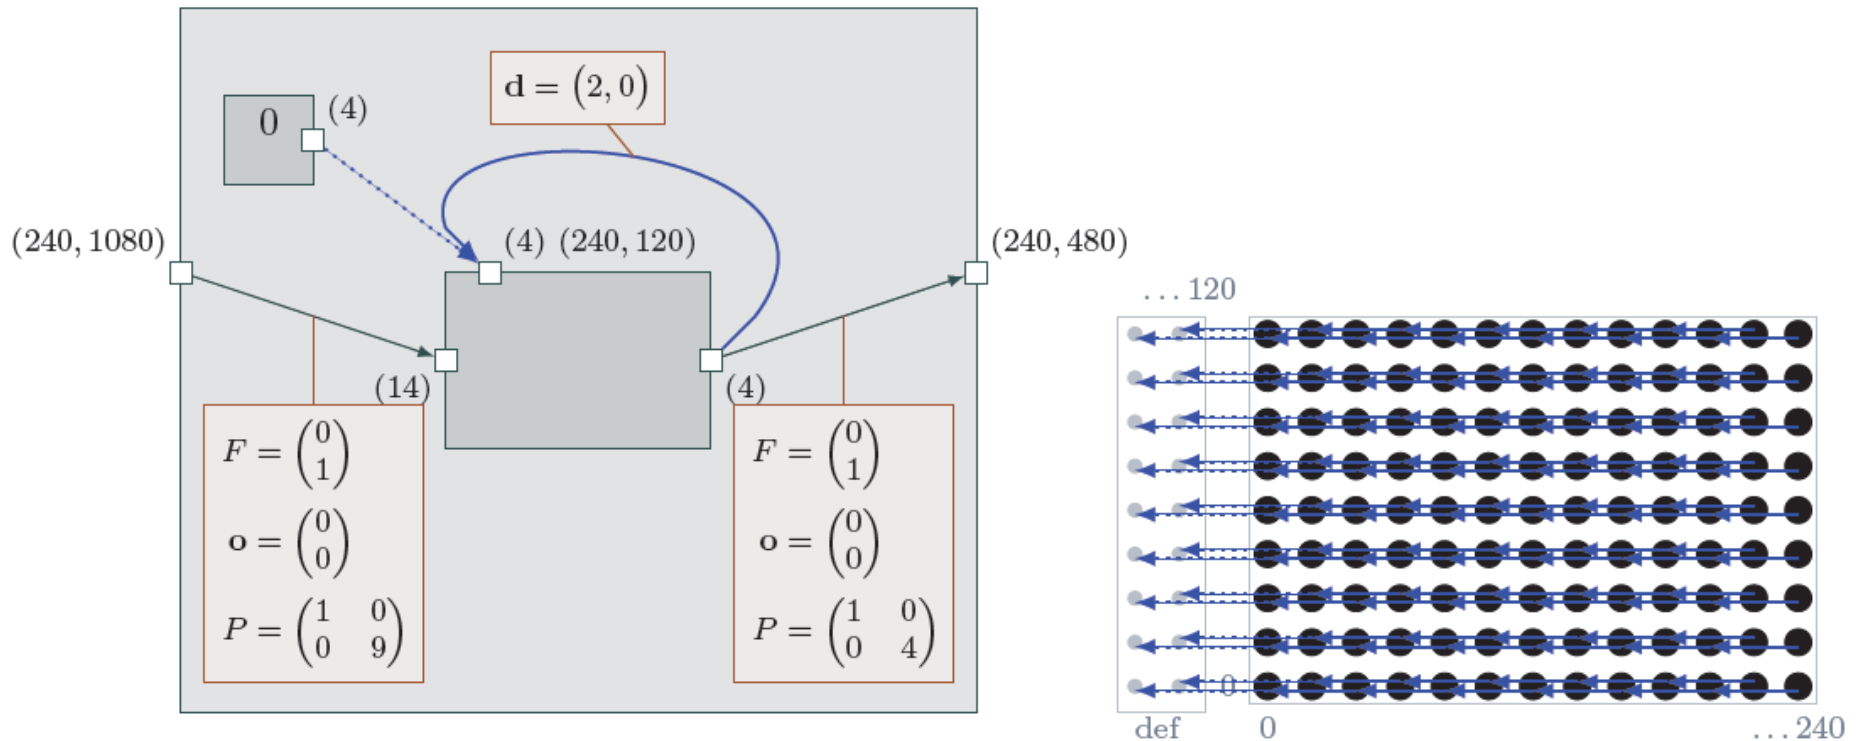 d = (2, 0)
0
(4)
(240, 1080)
(4) (240, 120)
(240, 480)
(14)
(4)
F = (0
1)
o = (0
0)
P = (1 0
0 9)
F = (0
1)
o = (0
0)
P = (1 0
0 4)
...120
0
def
0
...240